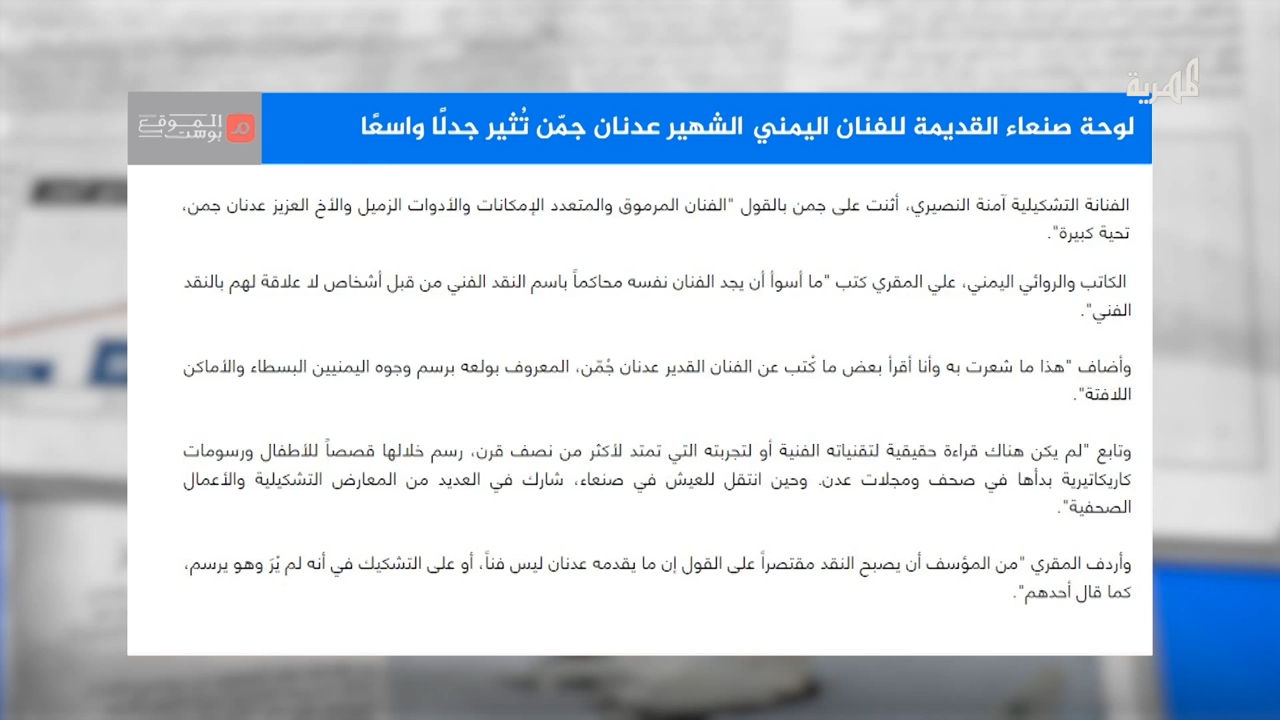 المهرية
لوحة صنعاء القديمة للفنان اليمني الشهير عدنان جمّن تُثير جدلًا واسعًا
الموقع
بوست
الفنانة التشكيلية آمنة النصيري، أثنت على جمن بالقول "الفنان المرموق والمتعدد الإمكانات والأدوات الزميل والأخ العزيز عدنان جمن،
تحية كبيرة".
الكاتب والروائي اليمني، علي المقري كتب "ما أسوأ أن يجد الفنان نفسه محاكماً باسم النقد الفني من قبل أشخاص لا علاقة لهم بالنقد
الفني".
وأضاف "هذا ما شعرت به وأنا أقرأ بعض ما كُتب عن الفنان القدير عدنان جُمّن، المعروف بولعه برسم وجوه اليمنيين البسطاء والأماكن
اللافتة".
وتابع "لم يكن هناك قراءة حقيقية لتقنياته الفنية أو لتجربته التي تمتد لأكثر من نصف قرن، رسم خلالها قصصاً للأطفال ورسومات
كاريكاتيرية بدأها في صحف ومجلات عدن. وحين انتقل للعيش في صنعاء، شارك في العديد من المعارض التشكيلية والأعمال
الصحفية".
وأردف المقري "من المؤسف أن يصبح النقد مقتصراً على القول إن ما يقدمه عدنان ليس فناً، أو على التشكيك في أنه لم يُرَ وهو يرسم،
كما قال أحدهم".